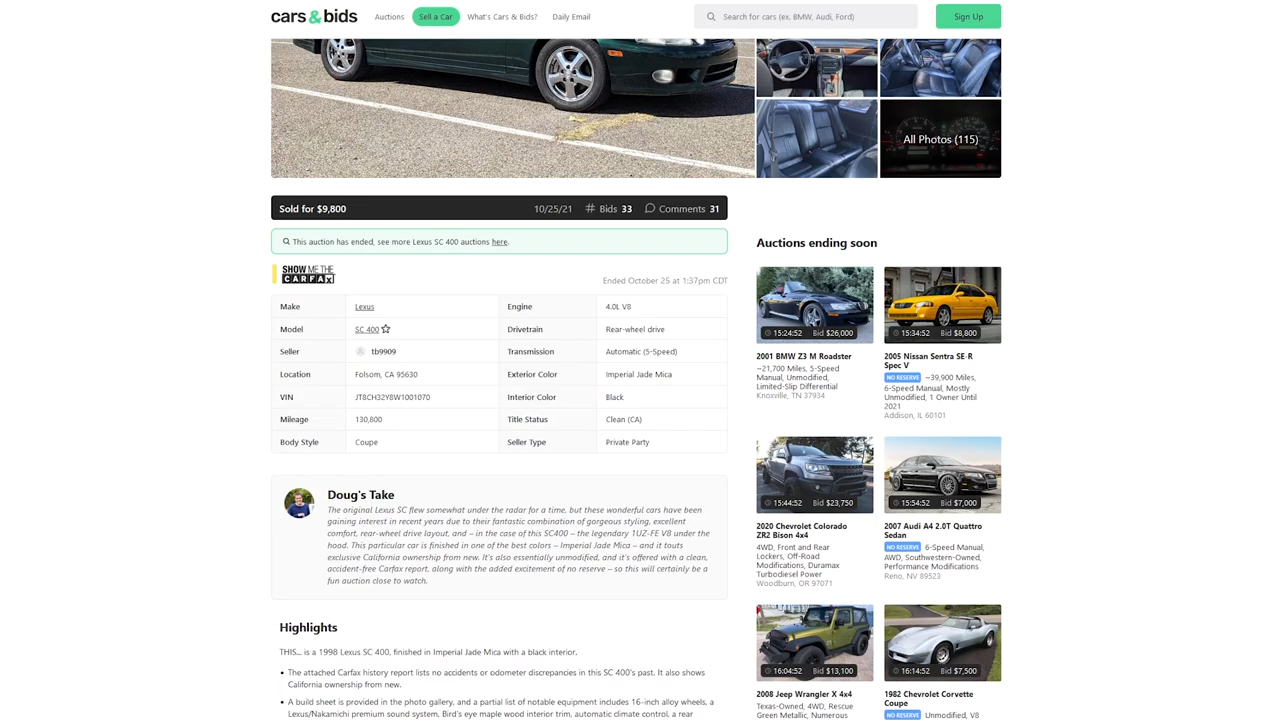 cars&bids
Auctions
Sell a Car
What's Cars & Bids?
Daily Email
Search for cars (ex. BMW, Audi, Ford)
Sign Up
All Photos (115)
Sold for $9,800
10/25/21
# Bids 33
Comments 31
This auction has ended, see more Lexus SC 400 auctions here.
SHOW ME THE
CARFAX
Ended October 25 at 1:37pm CDT
Make Lexus Engine 4.0L V8
Model SC 400 Drivetrain Rear-wheel drive
Seller tb9909 Transmission Automatic (5-Speed)
Location Folsom, CA 95630 Exterior Color Imperial Jade Mica
VIN JT8CH32Y8W1001070 Interior Color Black
Mileage 130,800 Title Status Clean (CA)
Body Style Coupe Seller Type Private Party
Doug's Take
The original Lexus SC flew somewhat under the radar for a time, but these wonderful cars have been
gaining interest in recent years due to their fantastic combination of gorgeous styling, excellent
comfort, rear-wheel drive layout, and – in the case of this SC400 – the legendary 1UZ-FE V8 under the
hood. This particular car is finished in one of the best colors – Imperial Jade Mica – and it touts
exclusive California ownership from new. It's also essentially unmodified, and it's offered with a clean,
accident-free Carfax report, along with the added excitement of no reserve – so this will certainly be a
fun auction close to watch.
Highlights
THIS... is a 1998 Lexus SC 400, finished in Imperial Jade Mica with a black interior.
• The attached Carfax history report lists no accidents or odometer discrepancies in this SC 400's past. It also shows
California ownership from new.
• A build sheet is provided in the photo gallery, and a partial list of notable equipment includes 16-inch alloy wheels, a
Lexus/Nakamichi premium sound system, Bird's eye maple wood interior trim, automatic climate control, a rear
Auctions ending soon
15:24:52 Bid $26,000
2001 BMW Z3 M Roadster
~21,700 Miles, 5-Speed
Manual, Unmodified,
Limited-Slip Differential
Knoxville, TN 37934
15:34:52 Bid $8,800
2005 Nissan Sentra SE-R
Spec V
NO RESERVE ~39,900 Miles,
6-Speed Manual, Mostly
Unmodified, 1 Owner Until
2021
Addison, IL 60101
15:44:52 Bid $23,750
2020 Chevrolet Colorado
ZR2 Bison 4x4
4WD, Front and Rear
Lockers, Off-Road
Modifications, Duramax
Turbodiesel Power
Woodburn, OR 97071
15:54:52 Bid $7,000
2007 Audi A4 2.0T Quattro
Sedan
NO RESERVE 6-Speed Manual,
AWD, Southwestern-Owned,
Performance Modifications
Reno, NV 89523
16:04:52 Bid $13,100
2008 Jeep Wrangler X 4x4
Texas-Owned, 4WD, Rescue
Green Metallic, Numerous
16:14:52 Bid $7,500
1982 Chevrolet Corvette
Coupe
NO RESERVE Unmodified, V8